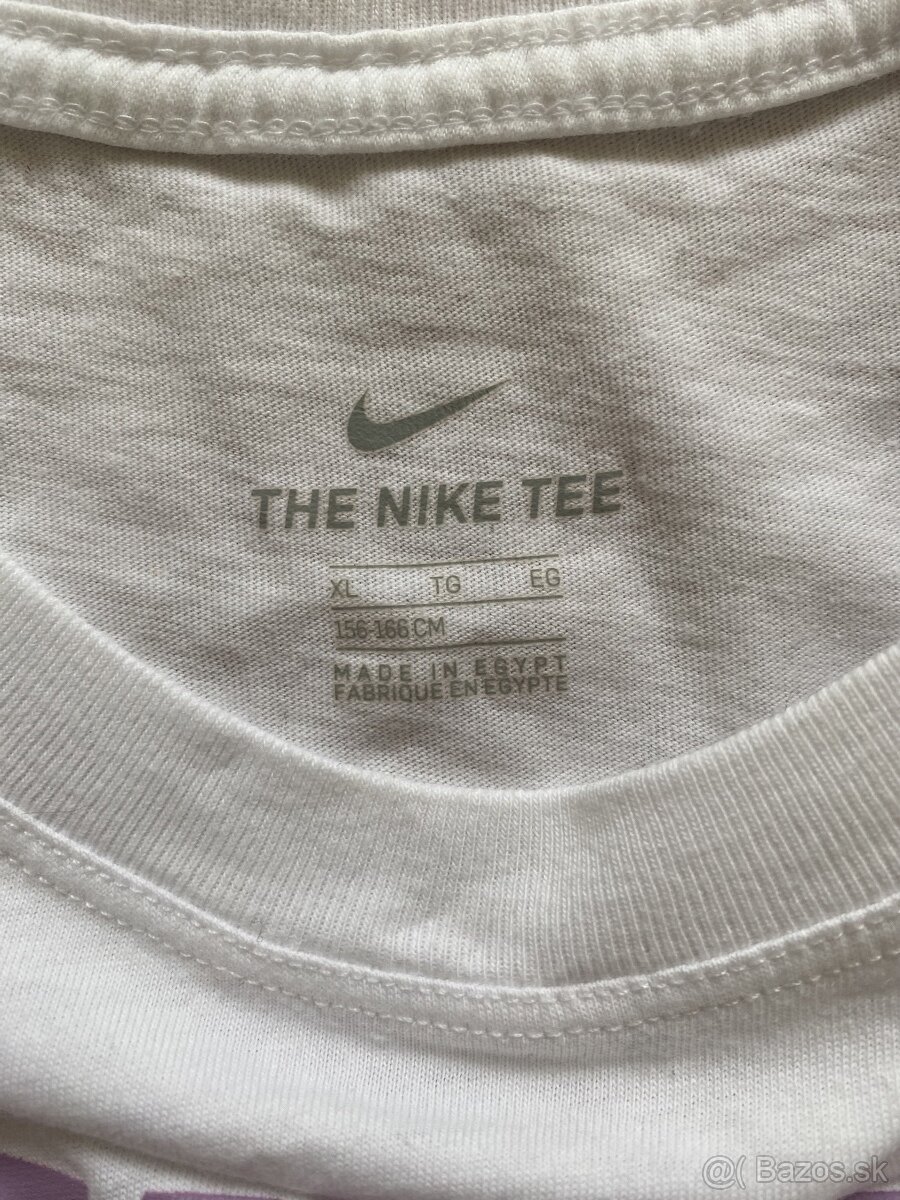 THE NIKE TEE
XL TG EG
156-166 CM
MADE IN EGYPT
FABRIQUE EN EGYPTE
@( Bazos.sk